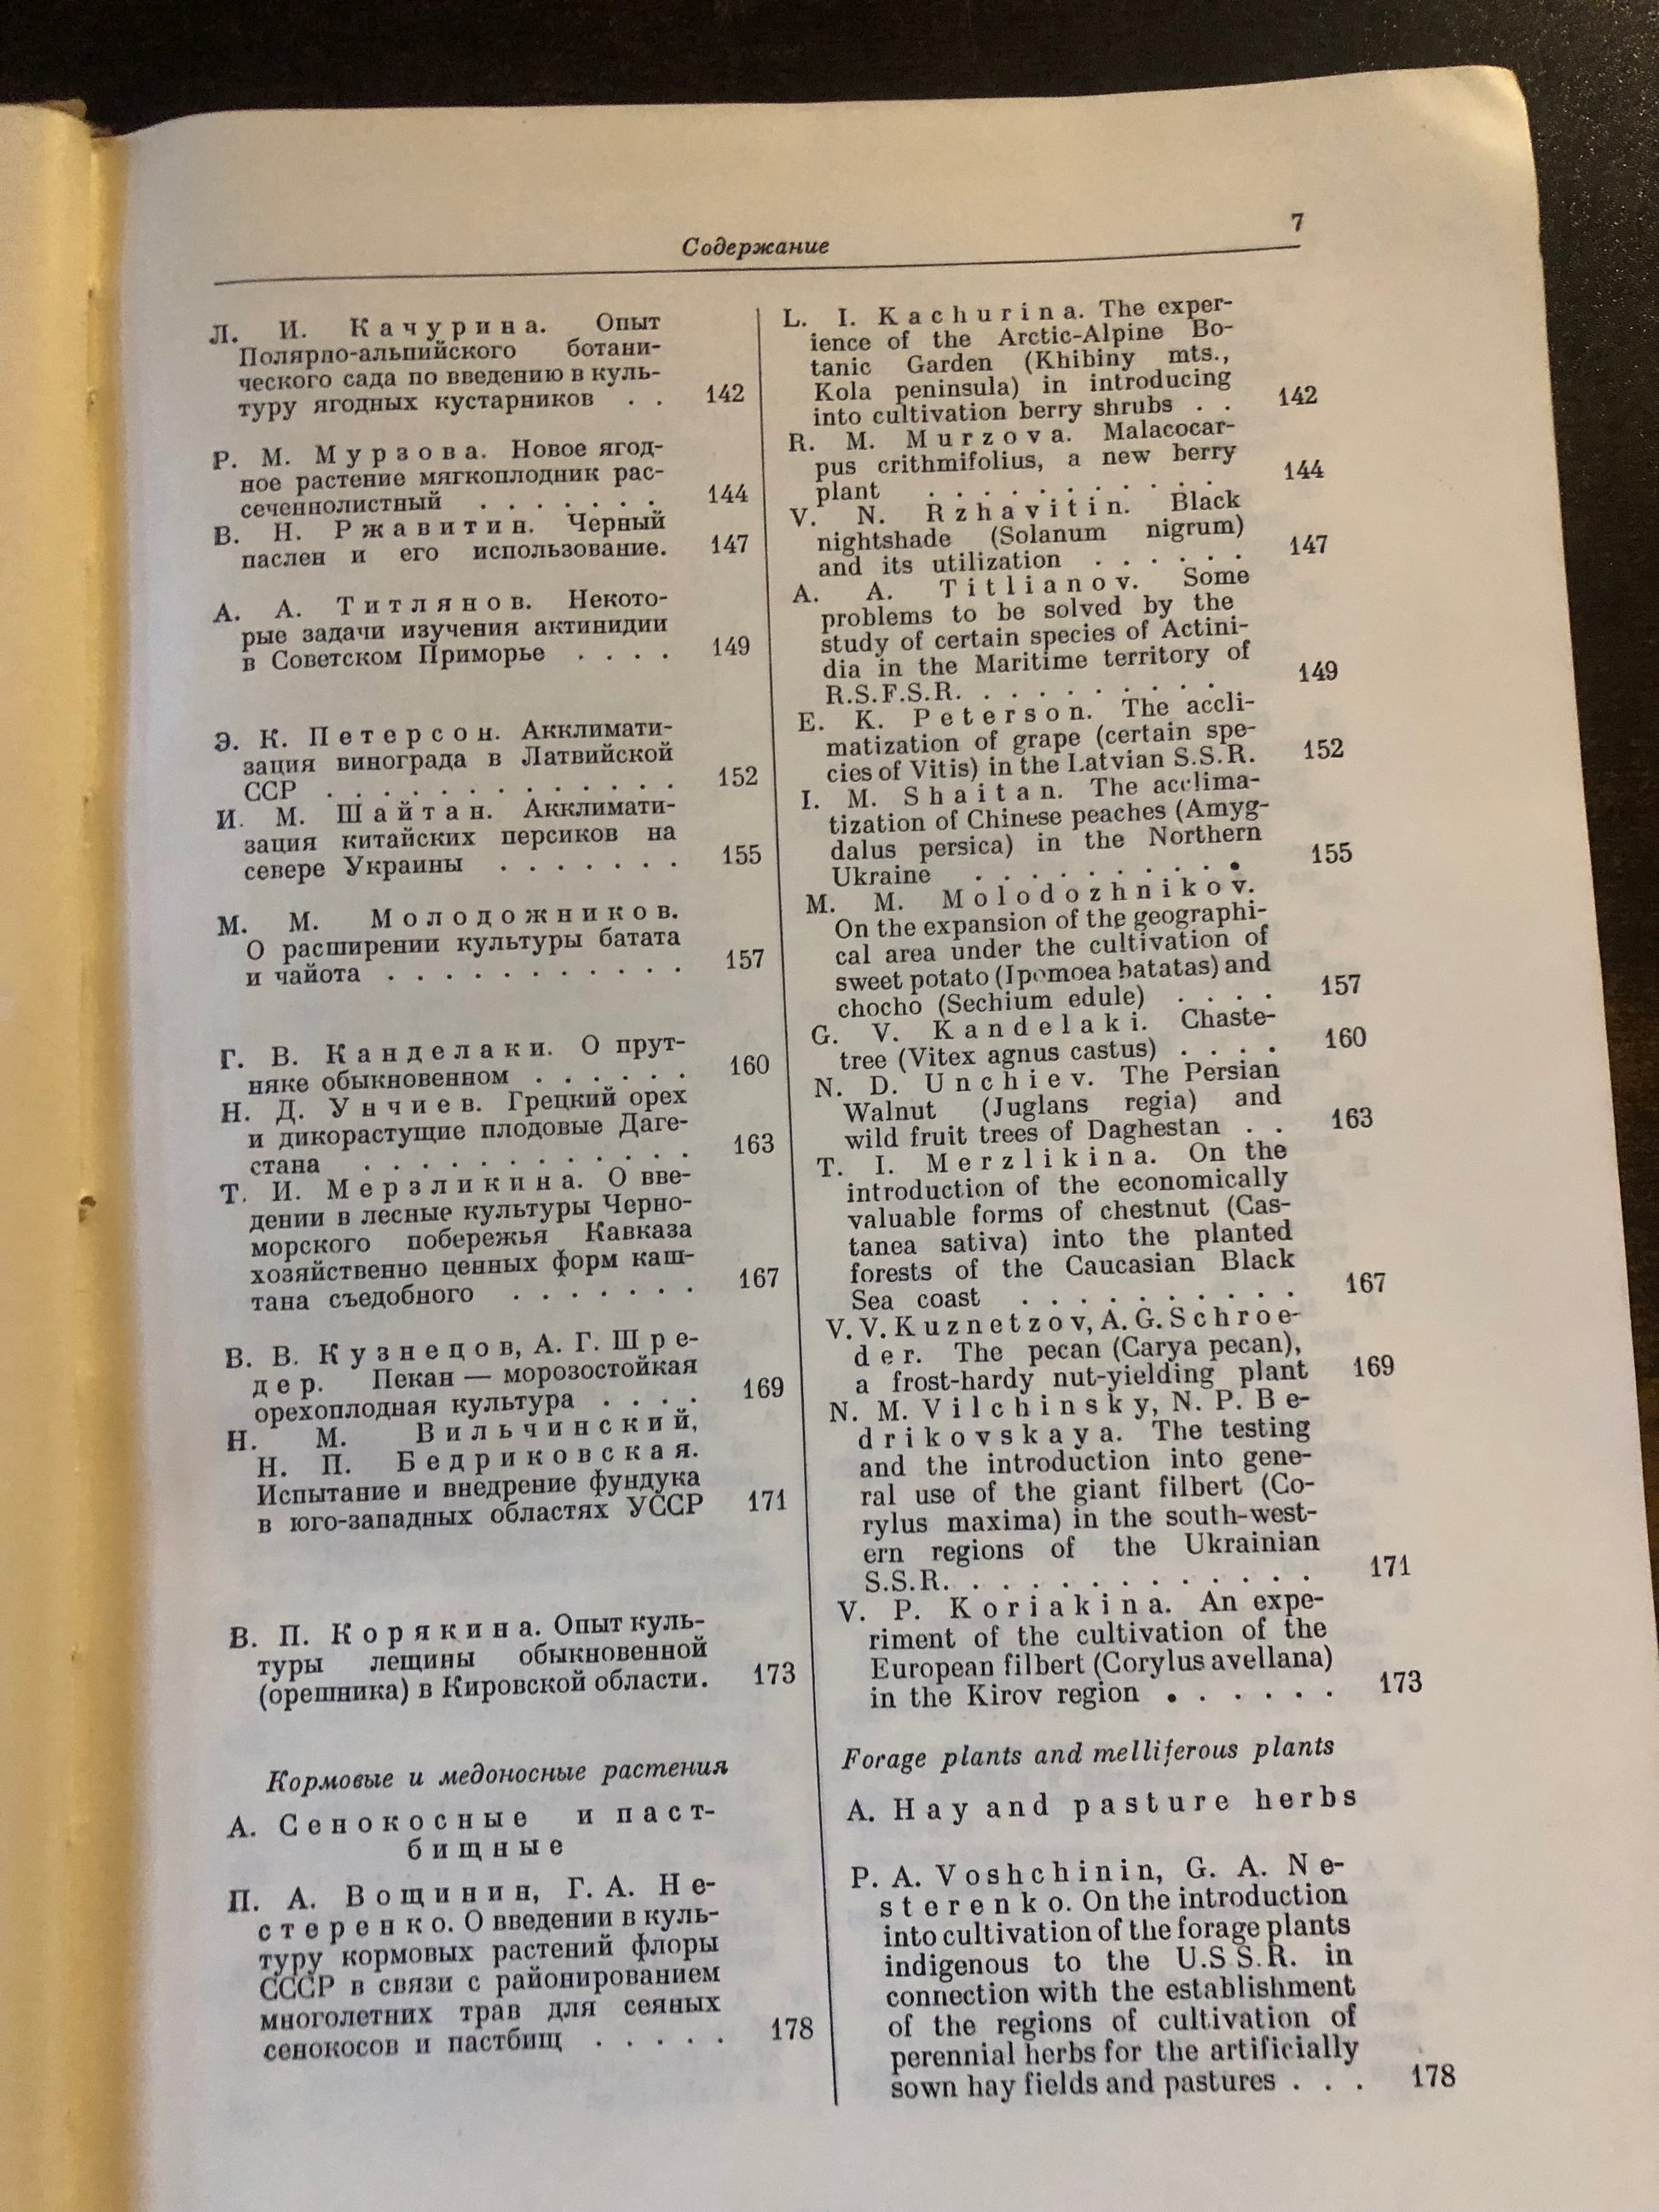 7
Содержание
Л. И. Качурина. Опыт
Полярно-альпийского ботани-
ческого сада по введению в куль-
туру ягодных кустарников . . 142
Р. М. Мурзова. Новое ягод-
ное растение мягкоплодник рас-
сеченнолистный . . . . . . 144
В. Н. Ржавитин. Черный
паслен и его использование. 147
А. А. Титлянов. Некото-
рые задачи изучения актинидии
в Советском Приморье . . . . 149
Э. К. Петерсон. Акклимати-
зация винограда в Латвийской
ССР . . . . . . . . . . . . . 152
И. М. Шайтан. Акклимати-
зация китайских персиков на
севере Украины . . . . . . . 155
М. М. Молодожников.
О расширении культуры батата
и чайота . . . . . . . . . . . 157
Г. В. Канделаки. О прут-
няке обыкновенном . . . . . . 160
Н. Д. Унчиев. Грецкий орех
и дикорастущие плодовые Даге-
стана . . . . . . . . . . . . 163
Т. И. Мерзликина. О вве-
дении в лесные культуры Черно-
морского побережья Кавказа
хозяйственно ценных форм каш-
тана съедобного . . . . . . . 167
В. В. Кузнецов, А. Г. Шре-
дер. Пекан — морозостойкая
орехоплодная культура . . . . 169
Н. М. Вильчинский,
Н. П. Бедриковская.
Испытание и внедрение фундука
в юго-западных областях УССР 171
В. П. Корякина. Опыт куль-
туры лещины обыкновенной
(орешника) в Кировской области. 173
Кормовые и медоносные растения
А. Сенокосные и паст-
бищные
П. А. Вощинин, Г. А. Не-
стеренко. О введении в куль-
туру кормовых растений флоры
СССР в связи с районированием
многолетних трав для сеяных
сенокосов и пастбищ . . . . . 178
L. I. Kachurina. The exper-
ience of the Arctic-Alpine Bo-
tanic Garden (Khibiny mts.,
Kola peninsula) in introducing
into cultivation berry shrubs . . 142
R. M. Murzova. Malacocar-
pus crithmifolius, a new berry
plant . . . . . . . . . . . 144
V. N. Rzhavitin. Black
nightshade (Solanum nigrum)
and its utilization . . . . . . 147
A. A. Titlianov. Some
problems to be solved by the
study of certain species of Actini-
dia in the Maritime territory of
R.S.F.S.R. . . . . . . . . . . 149
E. K. Peterson. The accli-
matization of grape (certain spe-
cies of Vitis) in the Latvian S.S.R. 152
I. M. Shaitan. The acclima-
tization of Chinese peaches (Amyg-
dalus persica) in the Northern
Ukraine . . . . . . . . . . 155
M. M. Molodozhnikov.
On the expansion of the geographi-
cal area under the cultivation of
sweet potato (Ipomoea batatas) and
chocho (Sechium edule) . . . . 157
G. V. Kandelaki. Chaste-
tree (Vitex agnus castus) . . . . 160
N. D. Unchiev. The Persian
Walnut (Juglans regia) and
wild fruit trees of Daghestan . . 163
T. I. Merzlikina. On the
introduction of the economically
valuable forms of chestnut (Cas-
tanea sativa) into the planted
forests of the Caucasian Black
Sea coast . . . . . . . . . . 167
V. V. Kuznetzov, A. G. Schroe-
der. The pecan (Carya pecan),
a frost-hardy nut-yielding plant 169
N. M. Vilchinsky, N. P. Be-
drikovskaya. The testing
and the introduction into gene-
ral use of the giant filbert (Co-
rylus maxima) in the south-west-
ern regions of the Ukrainian
S.S.R. . . . . . . . . . . . . . 171
V. P. Koriakina. An expe-
riment of the cultivation of the
European filbert (Corylus avellana)
in the Kirov region . . . . . . 173
Forage plants and melliferous plants
A. Hay and pasture herbs
P. A. Voshchinin, G. A. Ne-
sterenko. On the introduction
into cultivation of the forage plants
indigenous to the U.S.S.R. in
connection with the establishment
of the regions of cultivation of
perennial herbs for the artificially
sown hay fields and pastures . . . 178